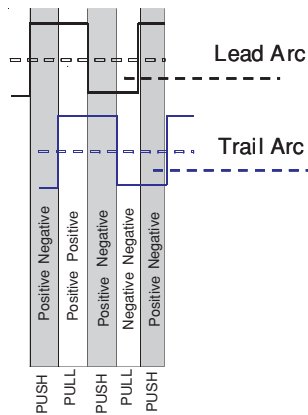 Lead Arc
Trail Arc
Positive Negative
Positive Positive
Positive Negative
Negative Negative
Positive Negative
PUSH
PULL
PUSH
PULL
PUSH